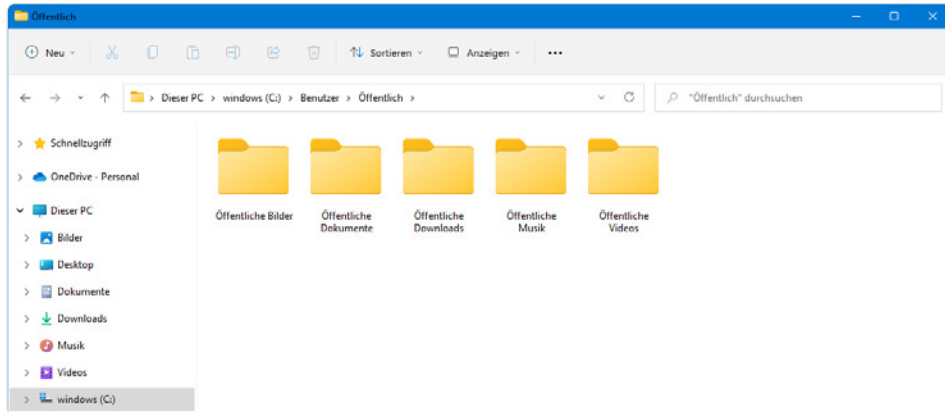 Öffentlich
Neu
Sortieren
Anzeigen
Dieser PC > windows (C:) > Benutzer > Öffentlich >
"Öffentlich" durchsuchen
Schnellzugriff
OneDrive - Personal
Dieser PC
Bilder
Desktop
Dokumente
Downloads
Musik
Videos
windows (C:)
Öffentliche Bilder
Öffentliche
Dokumente
Öffentliche
Downloads
Öffentliche
Musik
Öffentliche
Videos